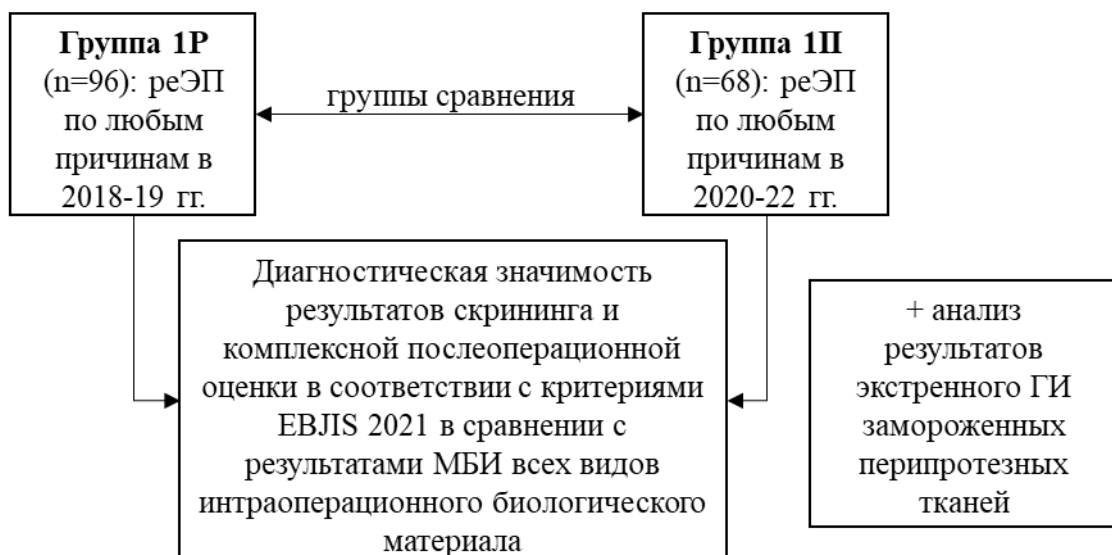 Группа 1Р
(n=96): реЭП
по любым
причинам в
2018-19 гг.
группы сравнения
Группа 1П
(n=68): реЭП
по любым
причинам в
2020-22 гг.
Диагностическая значимость
результатов скрининга и
комплексной послеоперационной
оценки в соответствии с критериями
EBJIS 2021 в сравнении с
результатами МБИ всех видов
интраоперационного биологического
материала
+ анализ
результатов
экстренного ГИ
замороженных
перипротезных
тканей